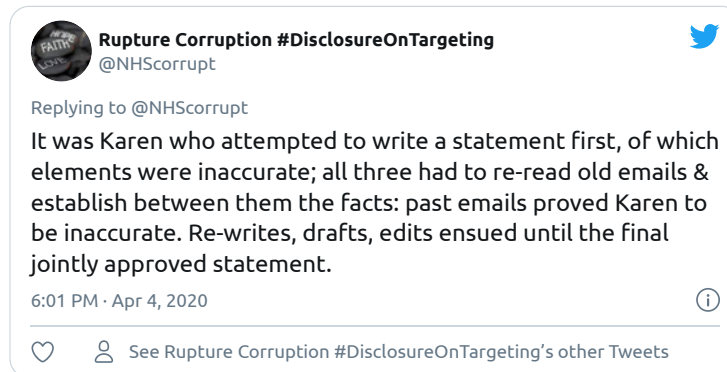 Rupture Corruption #DisclosureOnTargeting
@NHScorrupt
Replying to @NHScorrupt
It was Karen who attempted to write a statement first, of which
elements were inaccurate; all three had to re-read old emails &
establish between them the facts: past emails proved Karen to
be inaccurate. Re-writes, drafts, edits ensued until the final
jointly approved statement.
6:01 PM · Apr 4, 2020
See Rupture Corruption #DisclosureOnTargeting's other Tweets